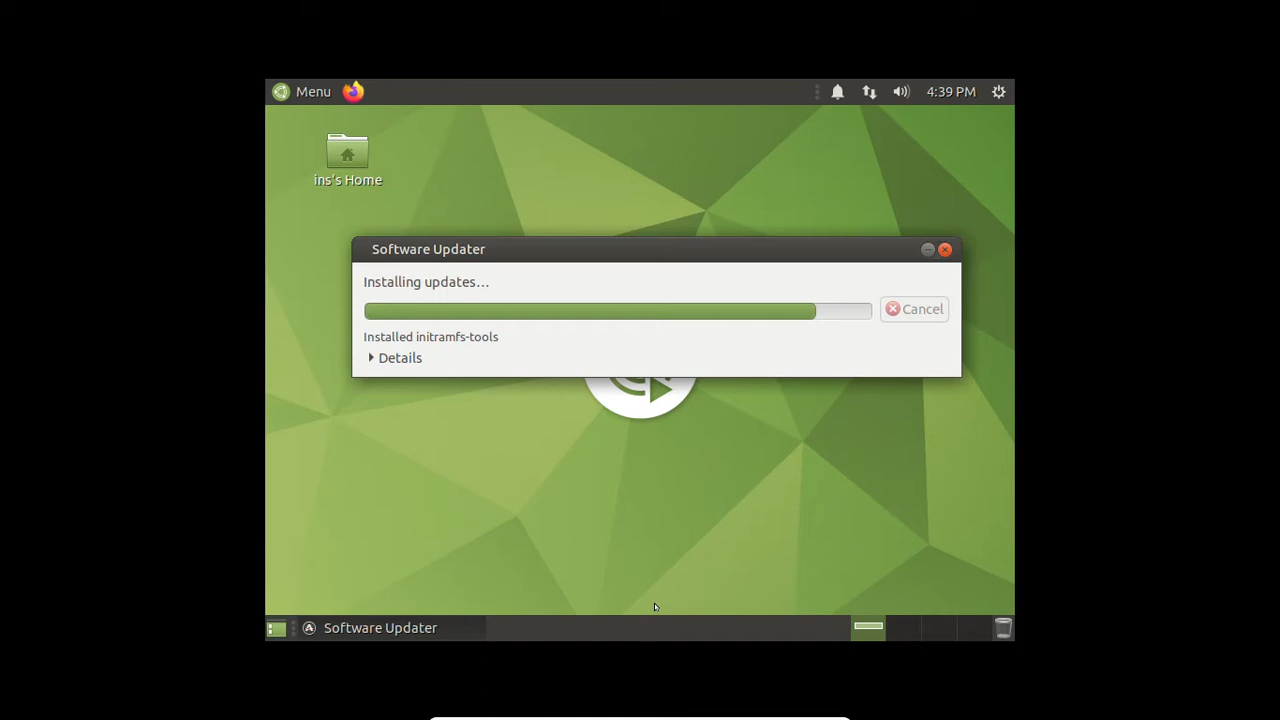 Menu
4:39 PM
ins's Home
Software Updater
Installing updates…
Cancel
Installed initramfs-tools
Details
Software Updater